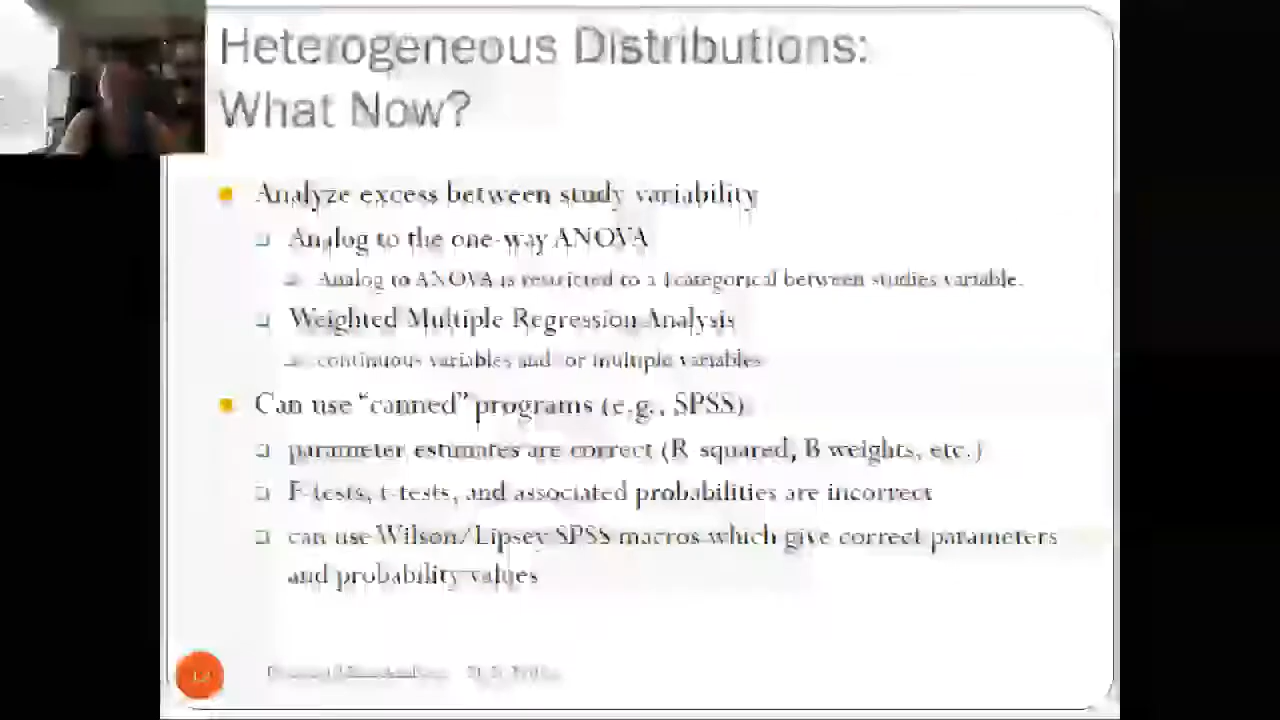 Heterogeneous Distributions:
What Now?
Analyze excess between study variability
Analog to the one-way ANOVA
Analog to ANOVA is restricted to a categorical between studies variable.
Weighted Multiple Regression Analysis
continuous variables and/or multiple variables
Can use “canned” programs (e.g., SPSS)
parameter estimates are correct (R-squared, B weights, etc.)
F-tests, t-tests, and associated probabilities are incorrect
can use Wilson/Lipsey SPSS macros which give correct parameters
and probability values